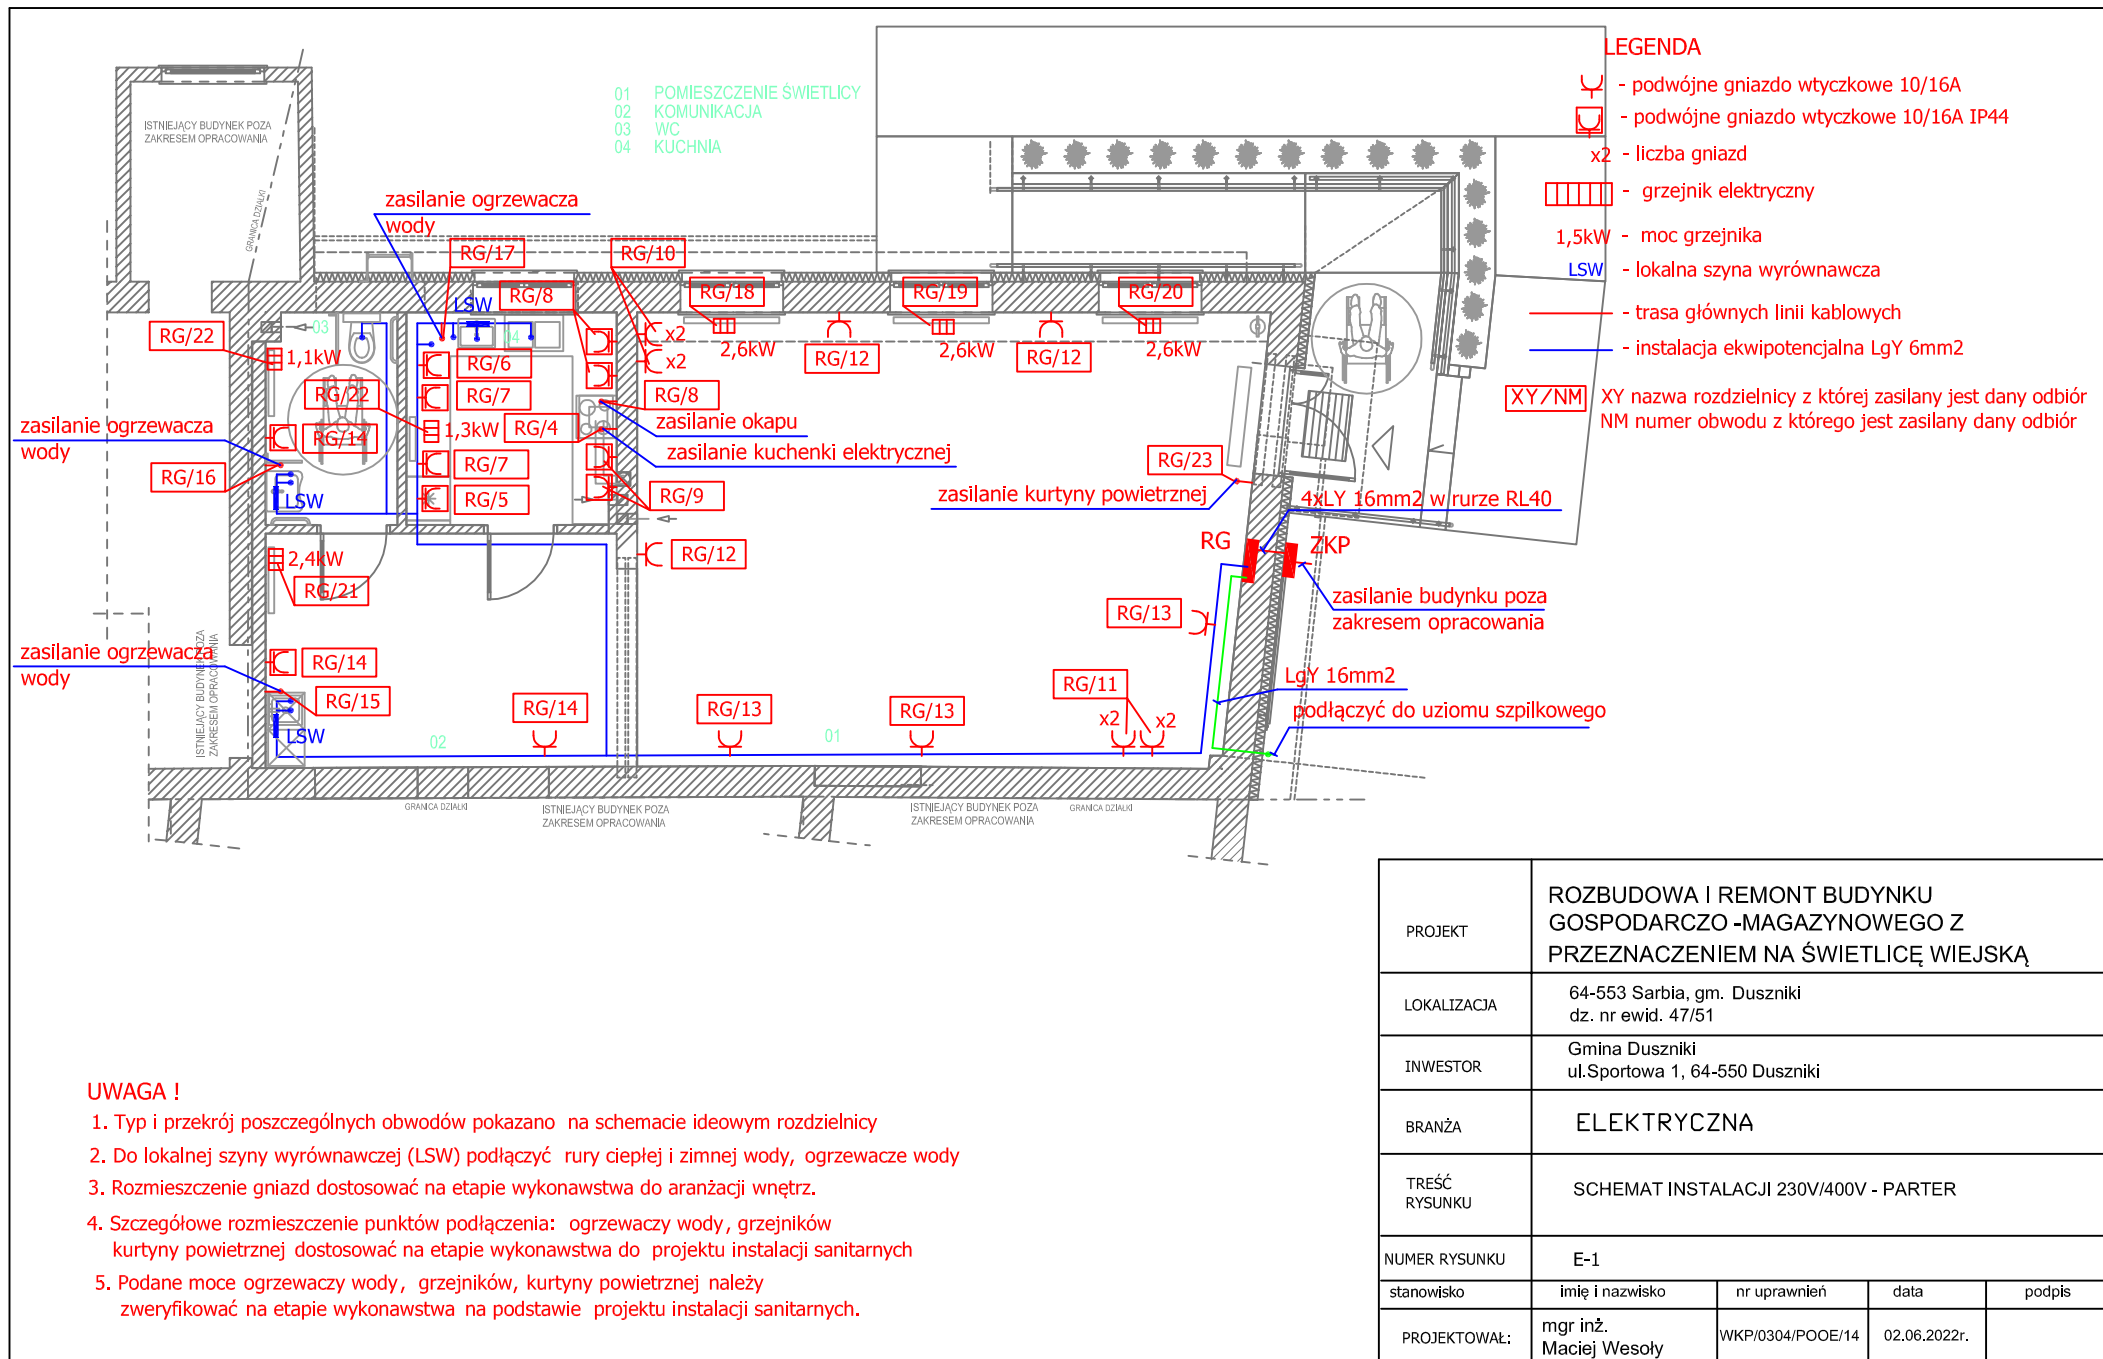 LEGENDA
- podwójne gniazdo wtyczkowe 10/16A
- podwójne gniazdo wtyczkowe 10/16A IP44
x2 - liczba gniazd
- grzejnik elektryczny
1,5kW - moc grzejnika
LSW - lokalna szyna wyrównawcza
- trasa głównych linii kablowych
- instalacja ekwipotencjalna LgY 6mm2
XY/NM XY nazwa rozdzielnicy z której zasilany jest dany odbiór
NM numer obwodu z którego jest zasilany dany odbiór
01 POMIESZCZENIE ŚWIETLICY
02 KOMUNIKACJA
03 WC
04 KUCHNIA
ISTNIEJĄCY BUDYNEK POZA
ZAKRESEM OPRACOWANIA
GRANICA DZIAŁKI
zasilanie ogrzewacza
wody
RG/17
RG/10
RG/8
LSW
RG/18
RG/19
RG/20
RG/22
03
1,1kW
04
x2
x2
2,6kW
RG/12
2,6kW
RG/12
2,6kW
RG/6
RG/22
RG/7
RG/8
zasilanie okapu
zasilanie ogrzewacza
wody
RG/14
1,3kW
RG/4
zasilanie kuchenki elektrycznej
RG/16
RG/7
RG/23
LSW
RG/5
RG/9
zasilanie kurtyny powietrznej
4xLY 16mm2 w rurze RL40
2,4kW
RG/12
RG
ZKP
RG/21
zasilanie budynku poza
zakresem opracowania
RG/13
zasilanie ogrzewacza
wody
ISTNIEJĄCY BUDYNEK POZA
ZAKRESEM OPRACOWANIA
RG/14
RG/15
RG/14
RG/13
RG/13
RG/11
LgY 16mm2
x2
x2
podłączyć do uziomu szpilkowego
LSW
02
01
GRANICA DZIAŁKI
ISTNIEJĄCY BUDYNEK POZA
ZAKRESEM OPRACOWANIA
ISTNIEJĄCY BUDYNEK POZA
ZAKRESEM OPRACOWANIA
GRANICA DZIAŁKI
UWAGA !
1. Typ i przekrój poszczególnych obwodów pokazano na schemacie ideowym rozdzielnicy
2. Do lokalnej szyny wyrównawczej (LSW) podłączyć rury ciepłej i zimnej wody, ogrzewacze wody
3. Rozmieszczenie gniazd dostosować na etapie wykonawstwa do aranżacji wnętrz.
4. Szczegółowe rozmieszczenie punktów podłączenia: ogrzewaczy wody, grzejników
kurtyny powietrznej dostosować na etapie wykonawstwa do projektu instalacji sanitarnych
5. Podane moce ogrzewaczy wody, grzejników, kurtyny powietrznej należy
zweryfikować na etapie wykonawstwa na podstawie projektu instalacji sanitarnych.
PROJEKT
ROZBUDOWA I REMONT BUDYNKU
GOSPODARCZO -MAGAZYNOWEGO Z
PRZEZNACZENIEM NA ŚWIETLICĘ WIEJSKĄ
LOKALIZACJA
64-553 Sarbia, gm. Duszniki
dz. nr ewid. 47/51
INWESTOR
Gmina Duszniki
ul.Sportowa 1, 64-550 Duszniki
BRANŻA
ELEKTRYCZNA
TREŚĆ
RYSUNKU
SCHEMAT INSTALACJI 230V/400V - PARTER
NUMER RYSUNKU
E-1
stanowisko imię i nazwisko nr uprawnień data podpis
PROJEKTOWAŁ:
mgr inż.
Maciej Wesoły
WKP/0304/POOE/14
02.06.2022r.